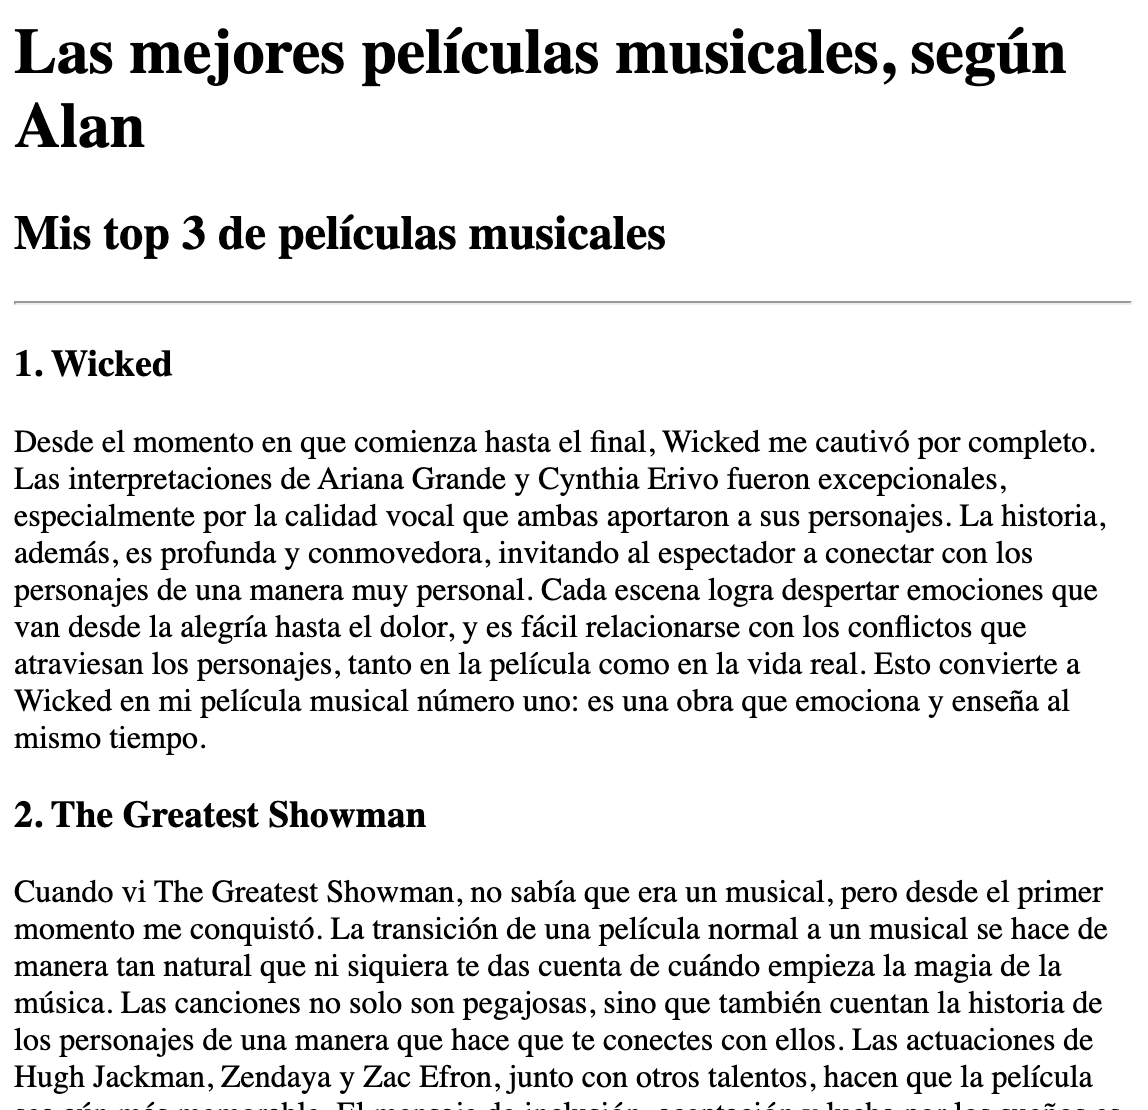 Las mejores películas musicales, según
Alan
Mis top 3 de películas musicales
1. Wicked
Desde el momento en que comienza hasta el final, Wicked me cautivó por completo.
Las interpretaciones de Ariana Grande y Cynthia Erivo fueron excepcionales,
especialmente por la calidad vocal que ambas aportaron a sus personajes. La historia,
además, es profunda y conmovedora, invitando al espectador a conectar con los
personajes de una manera muy personal. Cada escena logra despertar emociones que
van desde la alegría hasta el dolor, y es fácil relacionarse con los conflictos que
atraviesan los personajes, tanto en la película como en la vida real. Esto convierte a
Wicked en mi película musical número uno: es una obra que emociona y enseña al
mismo tiempo.
2. The Greatest Showman
Cuando vi The Greatest Showman, no sabía que era un musical, pero desde el primer
momento me conquistó. La transición de una película normal a un musical se hace de
manera tan natural que ni siquiera te das cuenta de cuándo empieza la magia de la
música. Las canciones no solo son pegajosas, sino que también cuentan la historia de
los personajes de una manera que hace que te conectes con ellos. Las actuaciones de
Hugh Jackman, Zendaya y Zac Efron, junto con otros talentos, hacen que la película